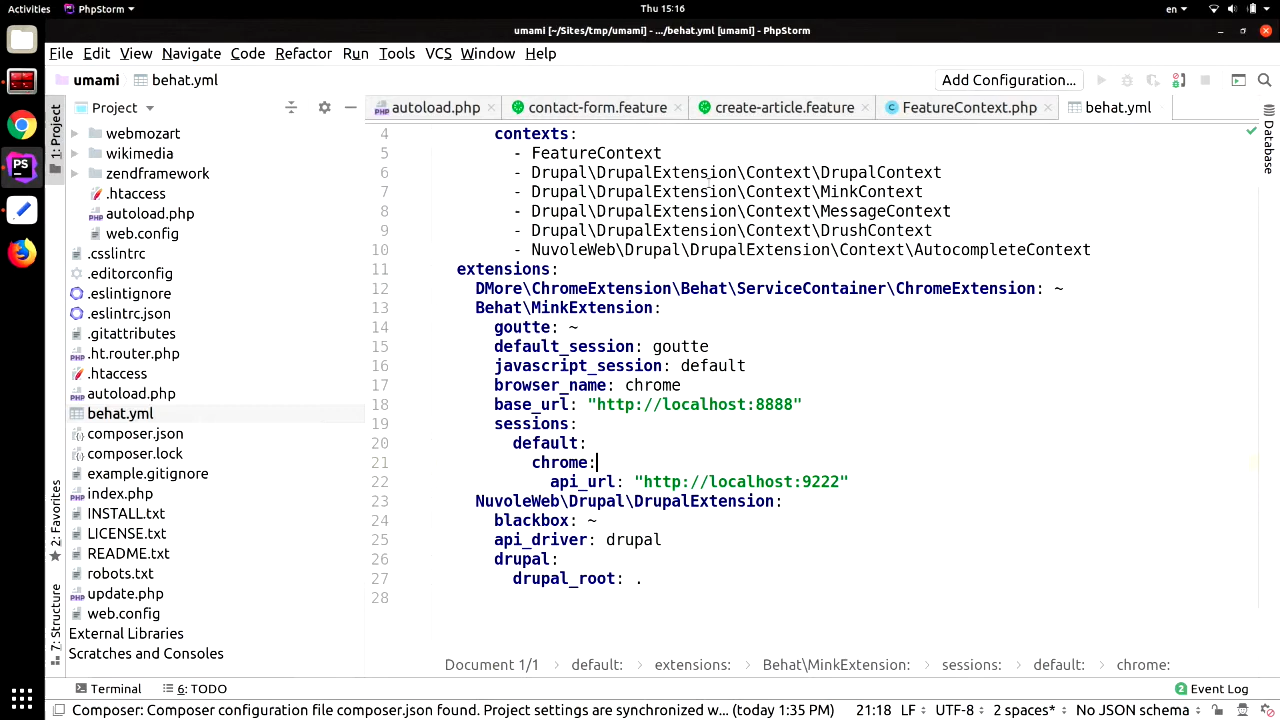 Activities PhpStorm Thu 15:16 en
umami [~/Sites/tmp/umami] - .../behat.yml [umami] - PhpStorm
File Edit View Navigate Code Refactor Run Tools VCS Window Help
umami behat.yml Add Configuration...
1: Project
Project
autoload.php contact-form.feature create-article.feature FeatureContext.php behat.yml
Database
webmozart
wikimedia
zendframework
.htaccess
autoload.php
web.config
.csslintrc
.editorconfig
.eslintignore
.eslintrc.json
.gitattributes
.ht.router.php
.htaccess
autoload.php
behat.yml
composer.json
composer.lock
example.gitignore
index.php
INSTALL.txt
LICENSE.txt
README.txt
robots.txt
update.php
web.config
External Libraries
Scratches and Consoles
2: Favorites
7: Structure
4 contexts:
5 - FeatureContext
6 - Drupal\DrupalExtension\Context\DrupalContext
7 - Drupal\DrupalExtension\Context\MinkContext
8 - Drupal\DrupalExtension\Context\MessageContext
9 - Drupal\DrupalExtension\Context\DrushContext
10 - NuvoleWeb\Drupal\DrupalExtension\Context\AutocompleteContext
11 extensions:
12 DMore\ChromeExtension\Behat\ServiceContainer\ChromeExtension: ~
13 Behat\MinkExtension:
14 goutte: ~
15 default_session: goutte
16 javascript_session: default
17 browser_name: chrome
18 base_url: "http://localhost:8888"
19 sessions:
20 default:
21 chrome:
22 api_url: "http://localhost:9222"
23 NuvoleWeb\Drupal\DrupalExtension:
24 blackbox: ~
25 api_driver: drupal
26 drupal:
27 drupal_root: .
28
Document 1/1 default: extensions: Behat\MinkExtension: sessions: default: chrome:
Terminal 6: TODO 2 Event Log
Composer: Composer configuration file composer.json found. Project settings are synchronized w... (today 1:35 PM) 21:18 LF UTF-8 2 spaces* No JSON schema